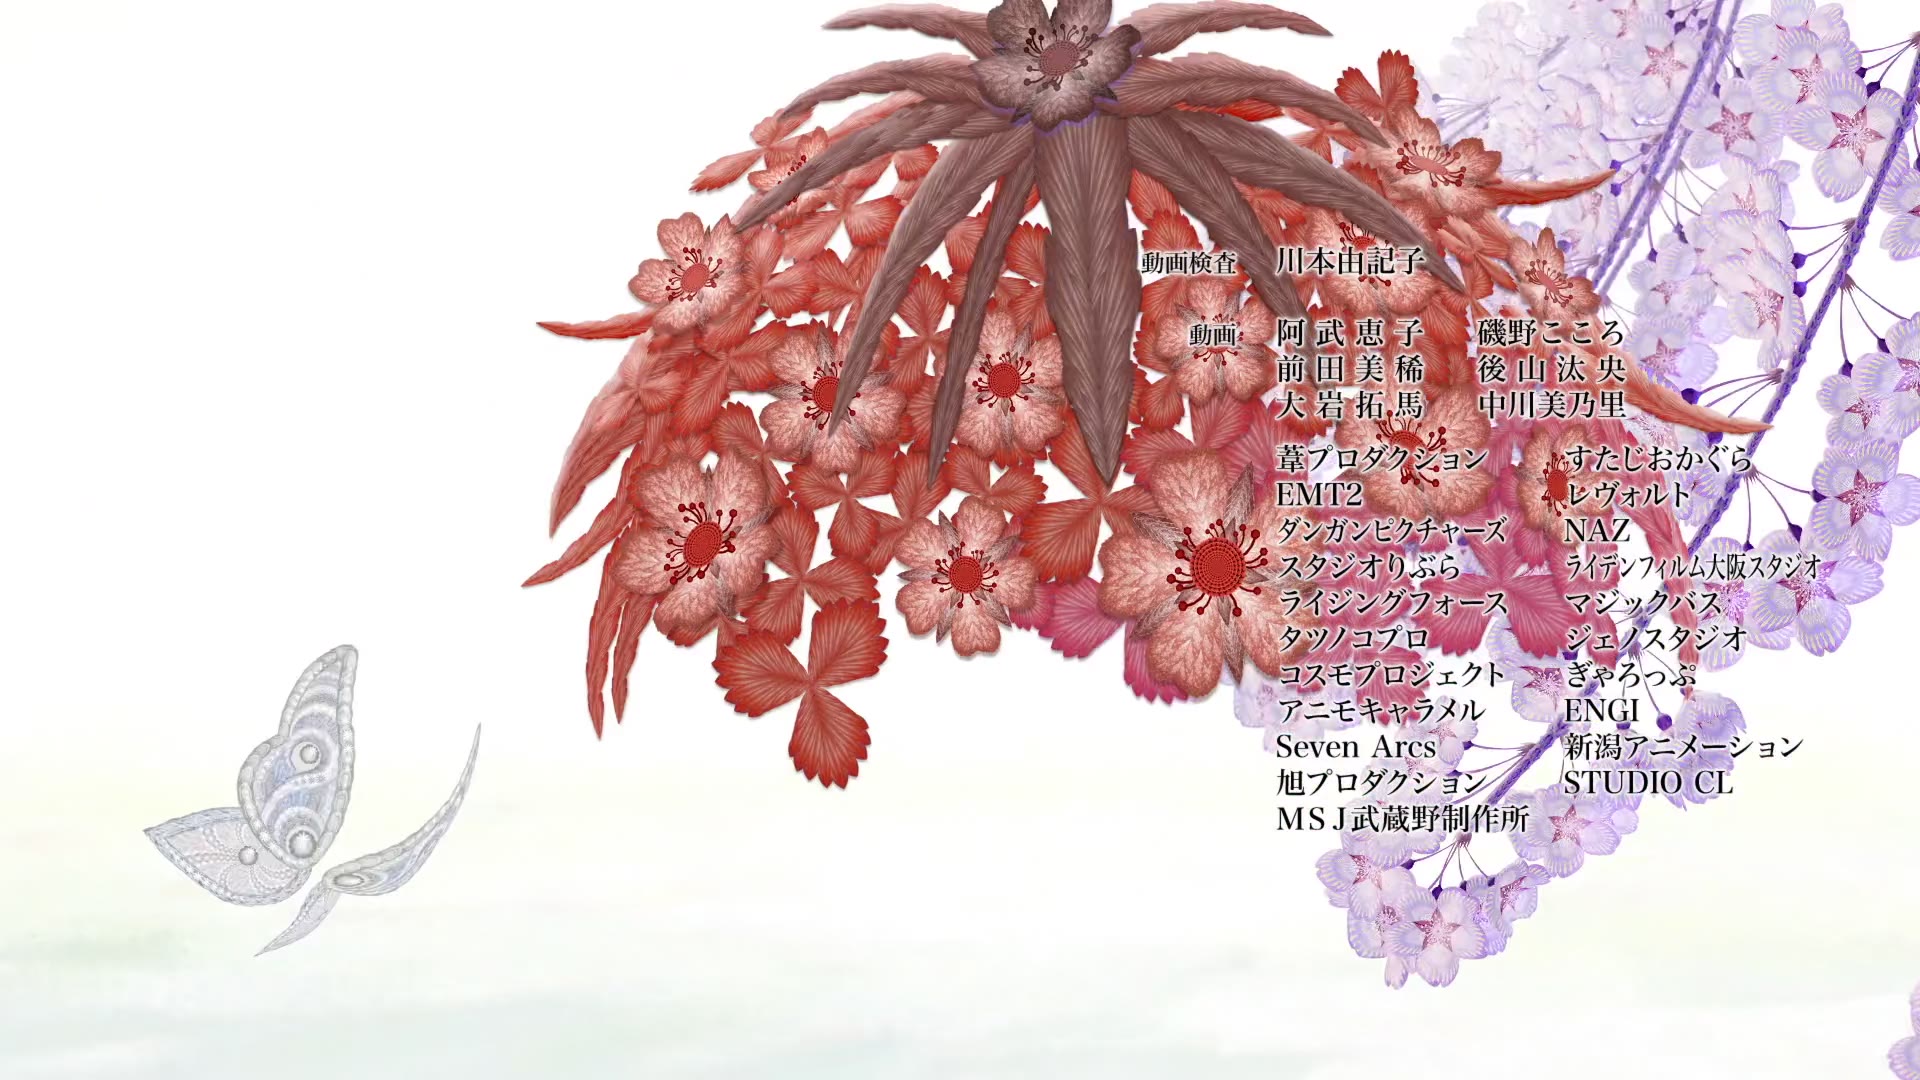 動画検査 川本由記子
動画 阿武恵子 磯野こころ
前田美稀 後山汰央
大岩拓馬 中川美乃里
葦プロダクション すたじおかぐら
EMT2 レヴォルト
ダンガンピクチャーズ NAZ
スタジオりぶら ライデンフィルム大阪スタジオ
ライジングフォース マジックバス
タツノコプロ ジェノスタジオ
コスモプロジェクト ぎゃろっぷ
アニモキャラメル ENGI
Seven Arcs 新潟アニメーション
旭プロダクション STUDIO CL
MSJ武蔵野制作所